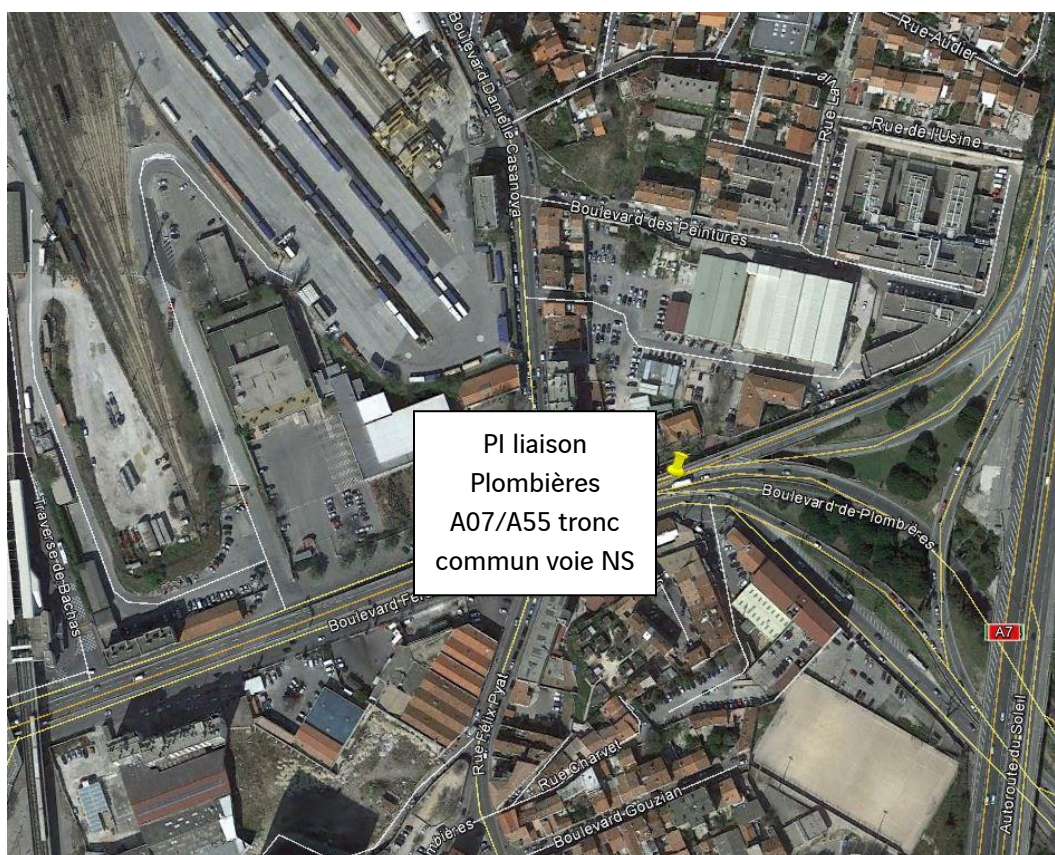 Boulevard Danielle Casanova
Rue Audier
Rue de l'Usine
Boulevard des Peintures
PI liaison
Plombières
A07/A55 tronc
commun voie NS
Boulevard de Plombières
Traverse de Bachas
Boulevard
A7
Autoroute du Soleil
Rue Félix Pyat
Rue Charvet
Boulevard Gouzian